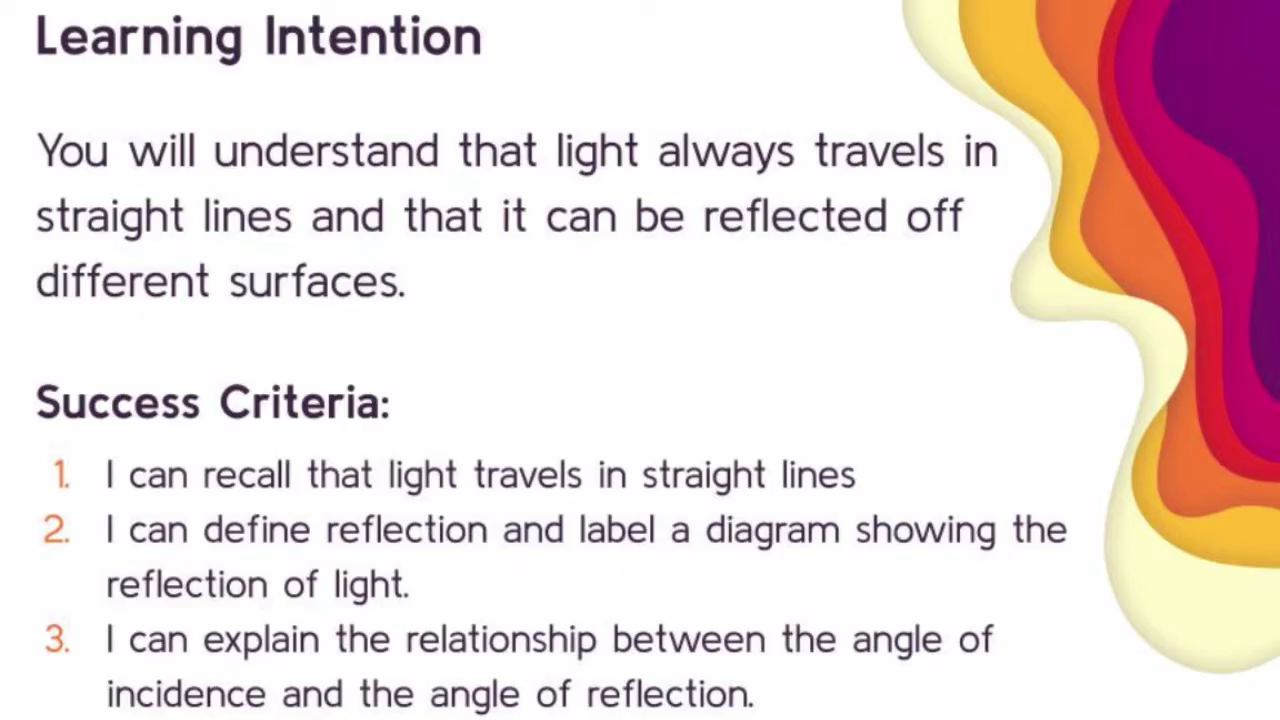 Learning Intention
You will understand that light always travels in
straight lines and that it can be reflected off
different surfaces.
Success Criteria:
1. I can recall that light travels in straight lines
2. I can define reflection and label a diagram showing the
reflection of light.
3. I can explain the relationship between the angle of
incidence and the angle of reflection.